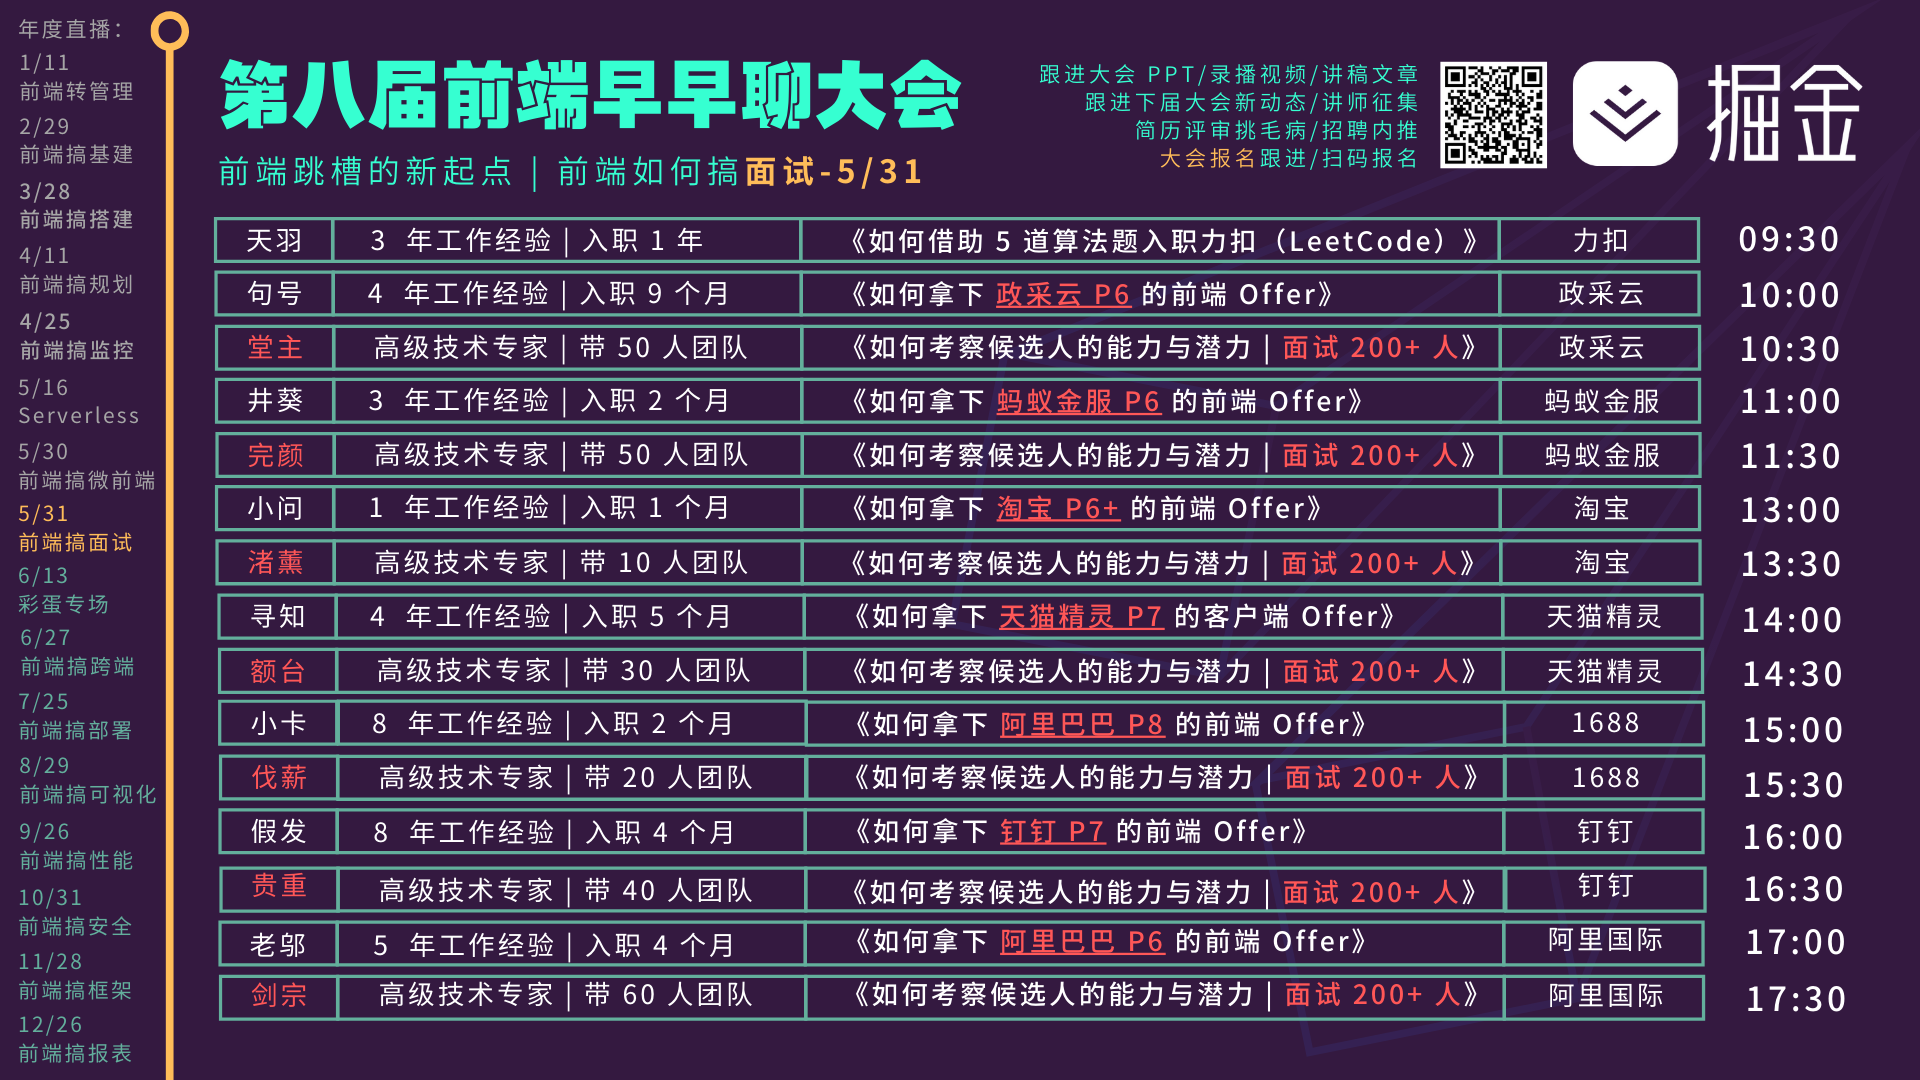 年度直播：
1/11
前端转管理
2/29
前端搞基建
3/28
前端搞搭建
4/11
前端搞规划
4/25
前端搞监控
5/16
Serverless
5/30
前端搞微前端
5/31
前端搞面试
6/13
彩蛋专场
6/27
前端搞跨端
7/25
前端搞部署
8/29
前端搞可视化
9/26
前端搞性能
10/31
前端搞安全
11/28
前端搞框架
12/26
前端搞报表
第八届前端早早聊大会
前端跳槽的新起点 | 前端如何搞面试-5/31
跟进大会 PPT/录播视频/讲稿文章
跟进下届大会新动态/讲师征集
简历评审挑毛病/招聘内推
大会报名跟进/扫码报名
掘金
天羽 3 年工作经验 | 入职 1 年 《如何借助 5 道算法题入职力扣（LeetCode）》 力扣 09:30
句号 4 年工作经验 | 入职 9 个月 《如何拿下 政采云 P6 的前端 Offer》 政采云 10:00
堂主 高级技术专家 | 带 50 人团队 《如何考察候选人的能力与潜力 | 面试 200+ 人》 政采云 10:30
井葵 3 年工作经验 | 入职 2 个月 《如何拿下 蚂蚁金服 P6 的前端 Offer》 蚂蚁金服 11:00
完颜 高级技术专家 | 带 50 人团队 《如何考察候选人的能力与潜力 | 面试 200+ 人》 蚂蚁金服 11:30
小问 1 年工作经验 | 入职 1 个月 《如何拿下 淘宝 P6+ 的前端 Offer》 淘宝 13:00
渚薰 高级技术专家 | 带 10 人团队 《如何考察候选人的能力与潜力 | 面试 200+ 人》 淘宝 13:30
寻知 4 年工作经验 | 入职 5 个月 《如何拿下 天猫精灵 P7 的客户端 Offer》 天猫精灵 14:00
额台 高级技术专家 | 带 30 人团队 《如何考察候选人的能力与潜力 | 面试 200+ 人》 天猫精灵 14:30
小卡 8 年工作经验 | 入职 2 个月 《如何拿下 阿里巴巴 P8 的前端 Offer》 1688 15:00
伐薪 高级技术专家 | 带 20 人团队 《如何考察候选人的能力与潜力 | 面试 200+ 人》 1688 15:30
假发 8 年工作经验 | 入职 4 个月 《如何拿下 钉钉 P7 的前端 Offer》 钉钉 16:00
贵重 高级技术专家 | 带 40 人团队 《如何考察候选人的能力与潜力 | 面试 200+ 人》 钉钉 16:30
老邬 5 年工作经验 | 入职 4 个月 《如何拿下 阿里巴巴 P6 的前端 Offer》 阿里国际 17:00
剑宗 高级技术专家 | 带 60 人团队 《如何考察候选人的能力与潜力 | 面试 200+ 人》 阿里国际 17:30